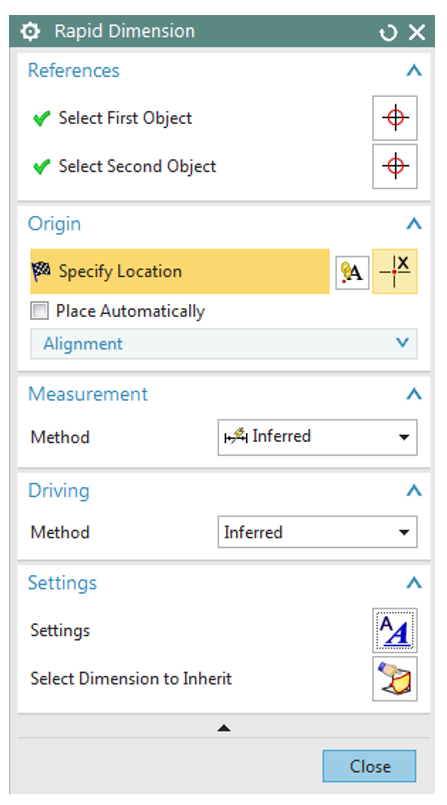 Rapid Dimension
References
Select First Object
Select Second Object
Origin
Specify Location
A
X
Place Automatically
Alignment
Measurement
Method Inferred
Driving
Method Inferred
Settings
Settings
A A
Select Dimension to Inherit
Close